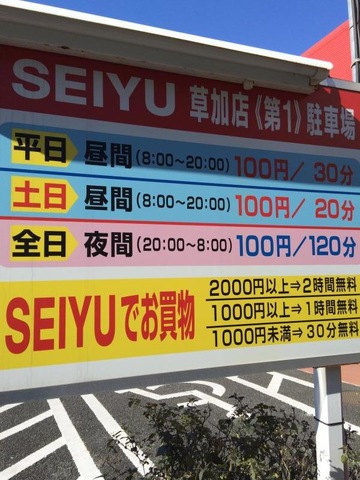 SEIYU 草加店《第1》駐車場
平日 昼間(8:00~20:00) 100円/30分
土日 昼間(8:00~20:00) 100円/20分
全日 夜間(20:00~8:00) 100円/120分
SEIYUでお買物
2000円以上⇒2時間無料
1000円以上⇒1時間無料
1000円未満⇒30分無料